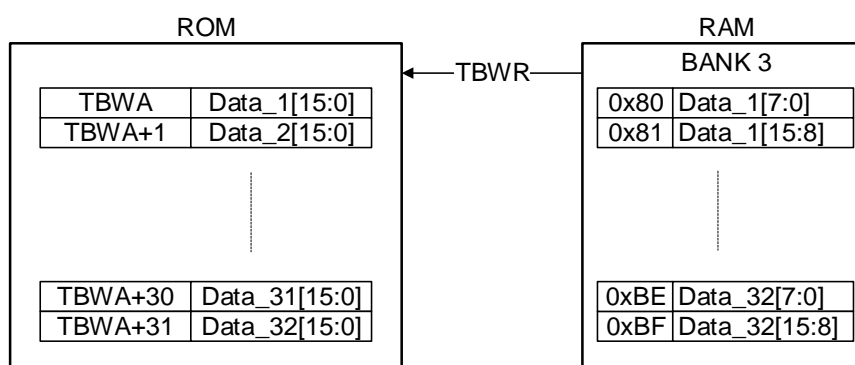 ROM RAM
TBWR BANK 3
TBWA Data_1[15:0] 0x80 Data_1[7:0]
TBWA+1 Data_2[15:0] 0x81 Data_1[15:8]
TBWA+30 Data_31[15:0] 0xBE Data_32[7:0]
TBWA+31 Data_32[15:0] 0xBF Data_32[15:8]